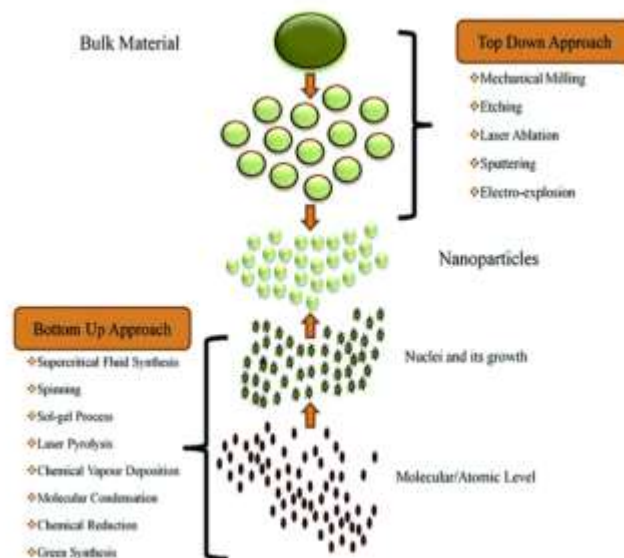 Bulk Material
Top Down Approach
Mecharocal Milling
Etching
Laser Ablation
Sputtering
Electro-explosion
Nanoparticles
Bottom Up Approach
Supercritical Fluid Synthesis
Spinning
Sol-gel Process
Laser Pyrolysis
Chemical Vapour Deposition
Molecular Condensation
Chemical Reduction
Green Synthesis
Nuclei and its growth
Molecular/Atomic Level